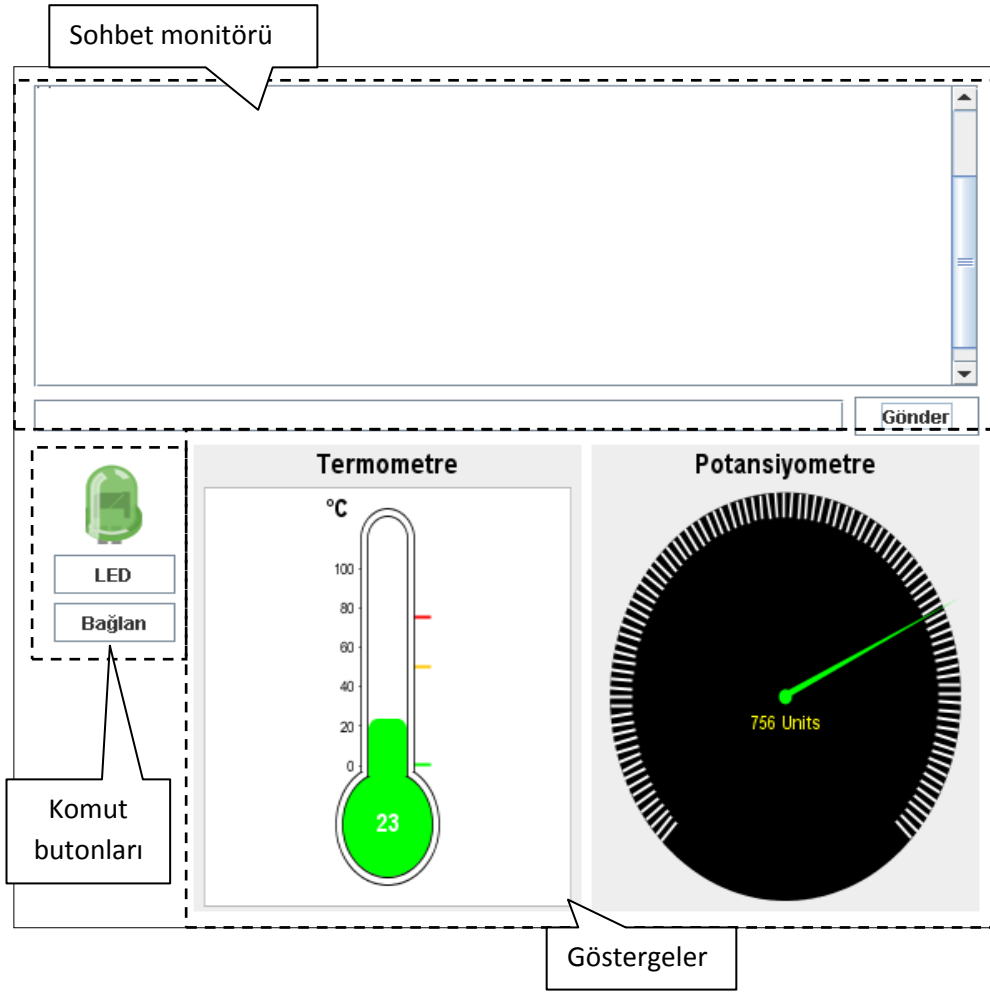 Sohbet monitörü
Gönder
LED
Bağlan
Komut
butonları
Termometre
°C
100
80
60
40
20
0
23
Potansiyometre
756 Units
Göstergeler